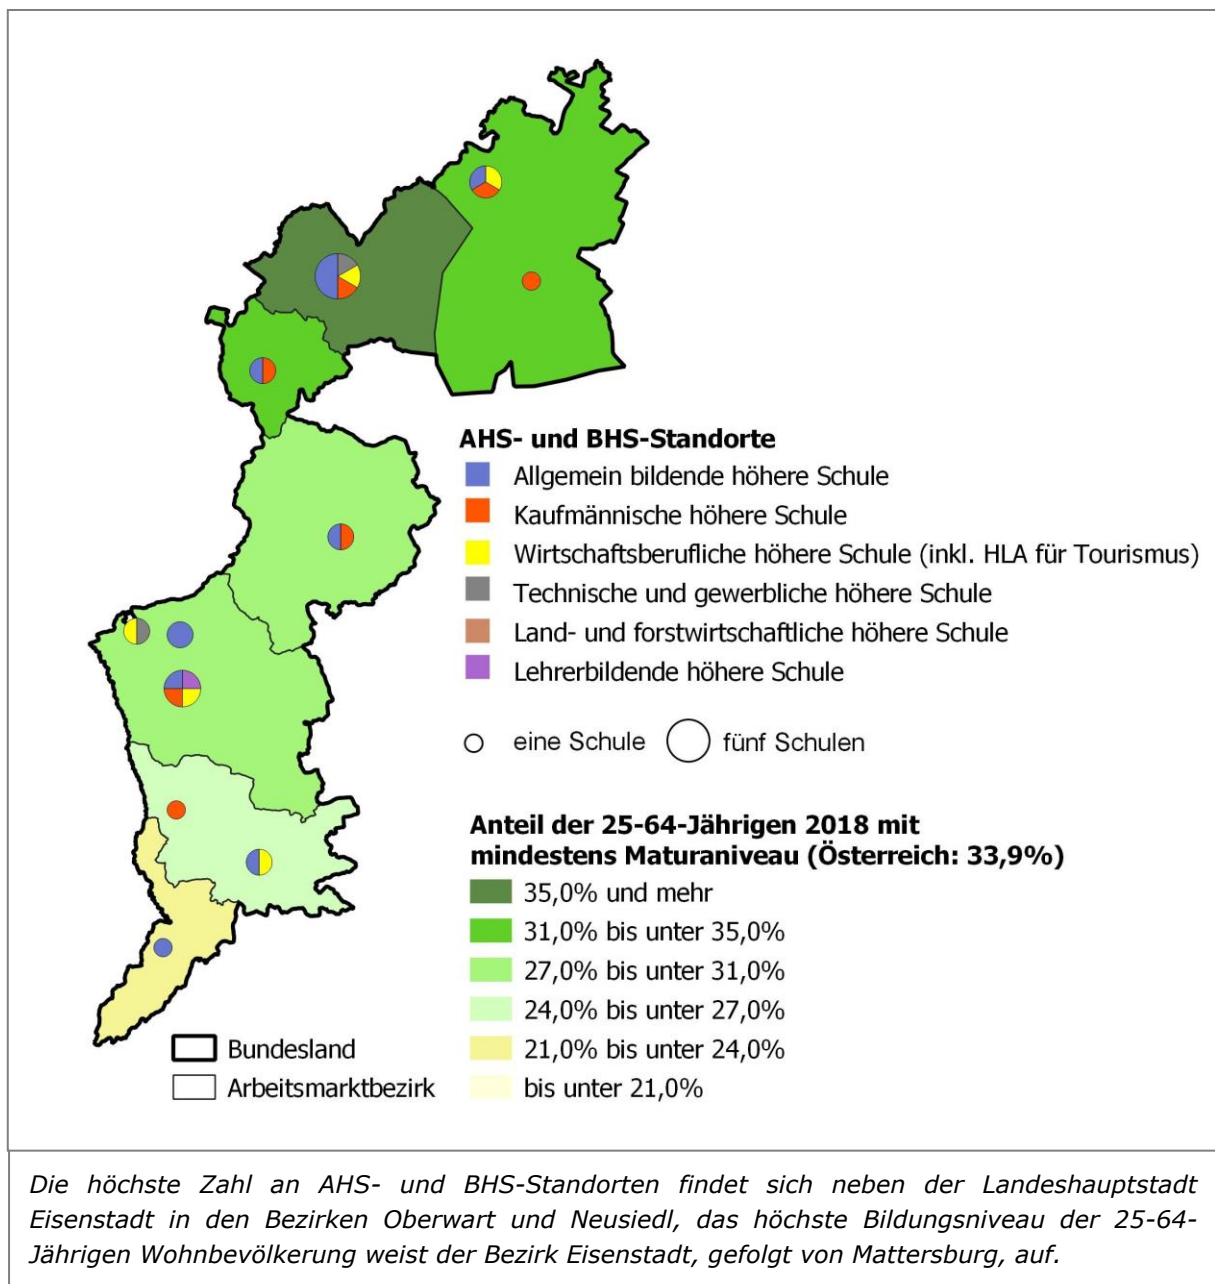 AHS- und BHS-Standorte
Allgemein bildende höhere Schule
Kaufmännische höhere Schule
Wirtschaftsberufliche höhere Schule (inkl. HLA für Tourismus)
Technische und gewerbliche höhere Schule
Land- und forstwirtschaftliche höhere Schule
Lehrerbildende höhere Schule
eine Schule fünf Schulen
Anteil der 25-64-Jährigen 2018 mit
mindestens Maturaniveau (Österreich: 33,9%)
35,0% und mehr
31,0% bis unter 35,0%
27,0% bis unter 31,0%
24,0% bis unter 27,0%
21,0% bis unter 24,0%
bis unter 21,0%
Bundesland
Arbeitsmarktbezirk
Die höchste Zahl an AHS- und BHS-Standorten findet sich neben der Landeshauptstadt
Eisenstadt in den Bezirken Oberwart und Neusiedl, das höchste Bildungsniveau der 25-64-
Jährigen Wohnbevölkerung weist der Bezirk Eisenstadt, gefolgt von Mattersburg, auf.